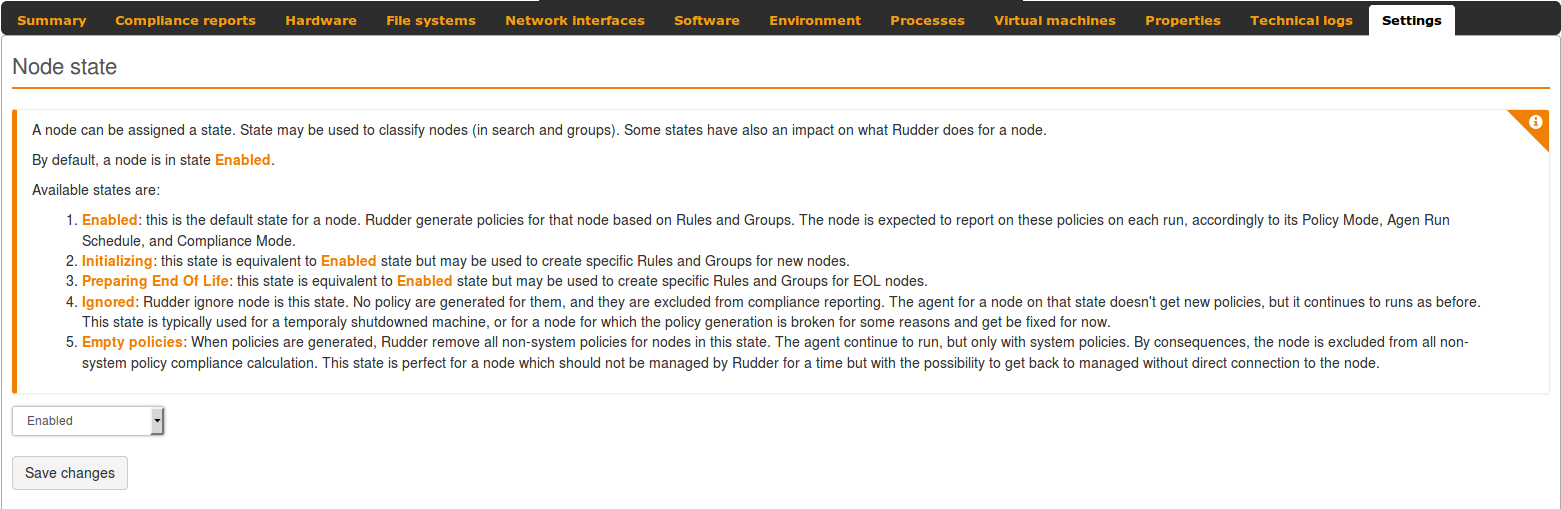 Summary Compliance reports Hardware File systems Network interfaces Software Environment Processes Virtual machines Properties Technical logs Settings
Node state
A node can be assigned a state. State may be used to classify nodes (in search and groups). Some states have also an impact on what Rudder does for a node.
By default, a node is in state Enabled.
Available states are:
1. Enabled: this is the default state for a node. Rudder generate policies for that node based on Rules and Groups. The node is expected to report on these policies on each run, accordingly to its Policy Mode, Agen Run
Schedule, and Compliance Mode.
2. Initializing: this state is equivalent to Enabled state but may be used to create specific Rules and Groups for new nodes.
3. Preparing End Of Life: this state is equivalent to Enabled state but may be used to create specific Rules and Groups for EOL nodes.
4. Ignored: Rudder ignore node is this state. No policy are generated for them, and they are excluded from compliance reporting. The agent for a node on that state doesn't get new policies, but it continues to runs as before.
This state is typically used for a temporaly shutdowned machine, or for a node for which the policy generation is broken for some reasons and get be fixed for now.
5. Empty policies: When policies are generated, Rudder remove all non-system policies for nodes in this state. The agent continue to run, but only with system policies. By consequences, the node is excluded from all non-
system policy compliance calculation. This state is perfect for a node which should not be managed by Rudder for a time but with the possibility to get back to managed without direct connection to the node.
Enabled
Save changes